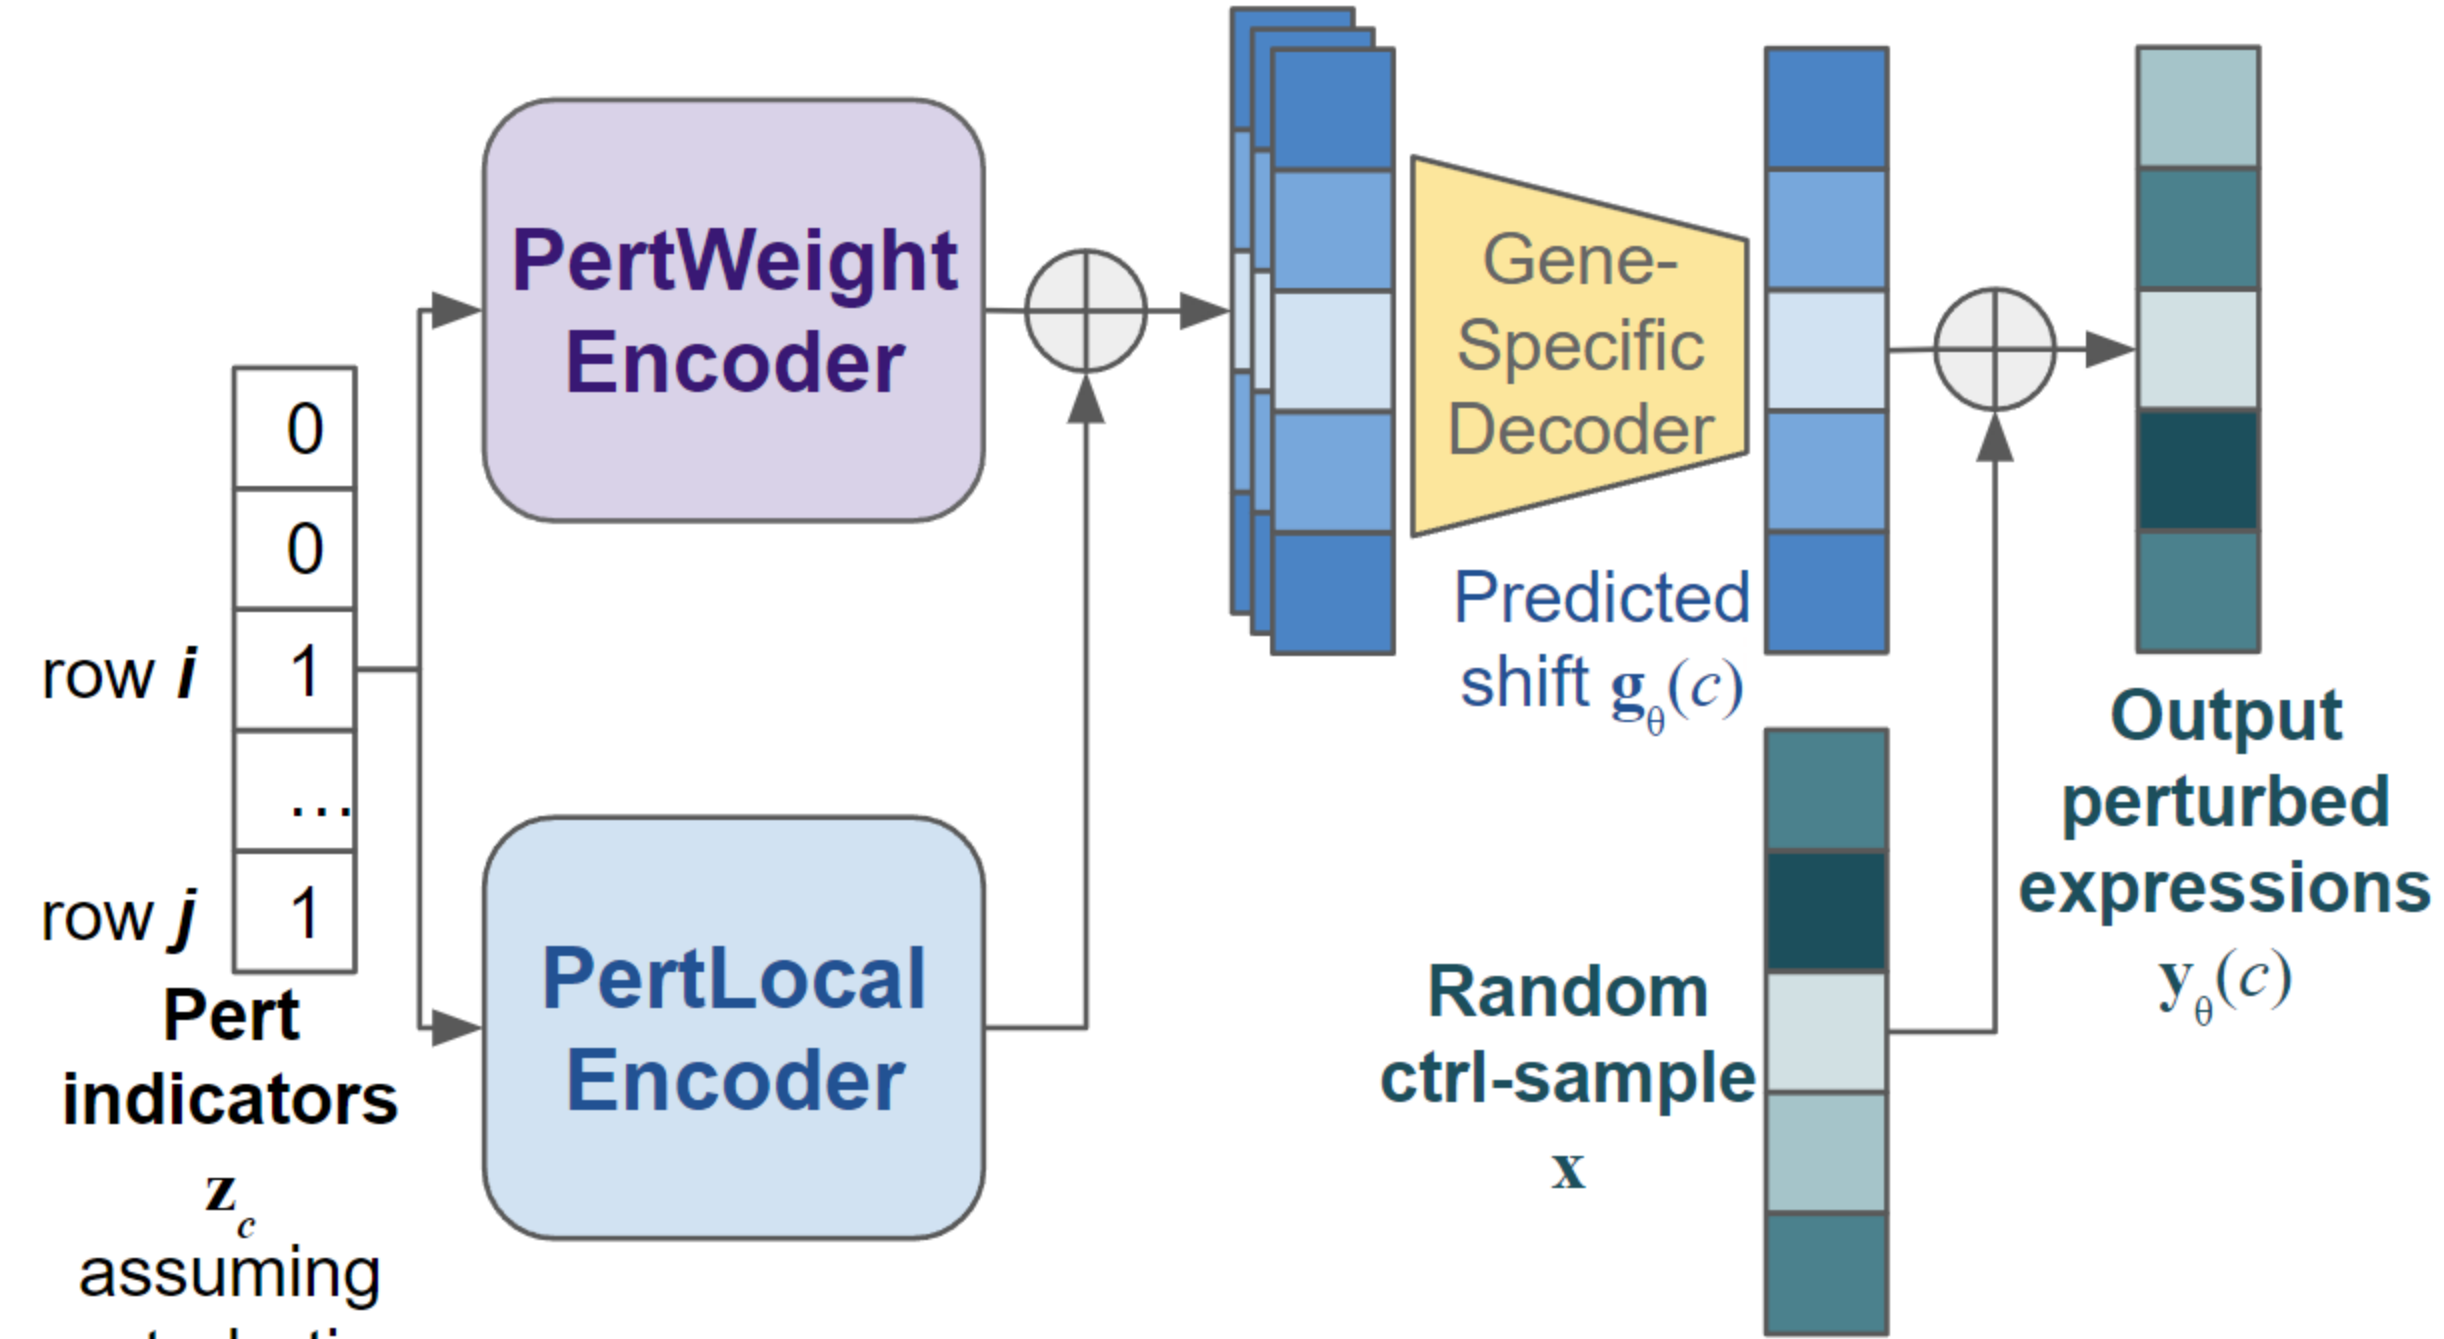 0
0
row i
1
…
row j
1
Pert
indicators
z_c
assuming
PertWeight
Encoder
PertLocal
Encoder
Gene-
Specific
Decoder
Predicted
shift g_θ(c)
Random
ctrl-sample
x
Output
perturbed
expressions
y_θ(c)